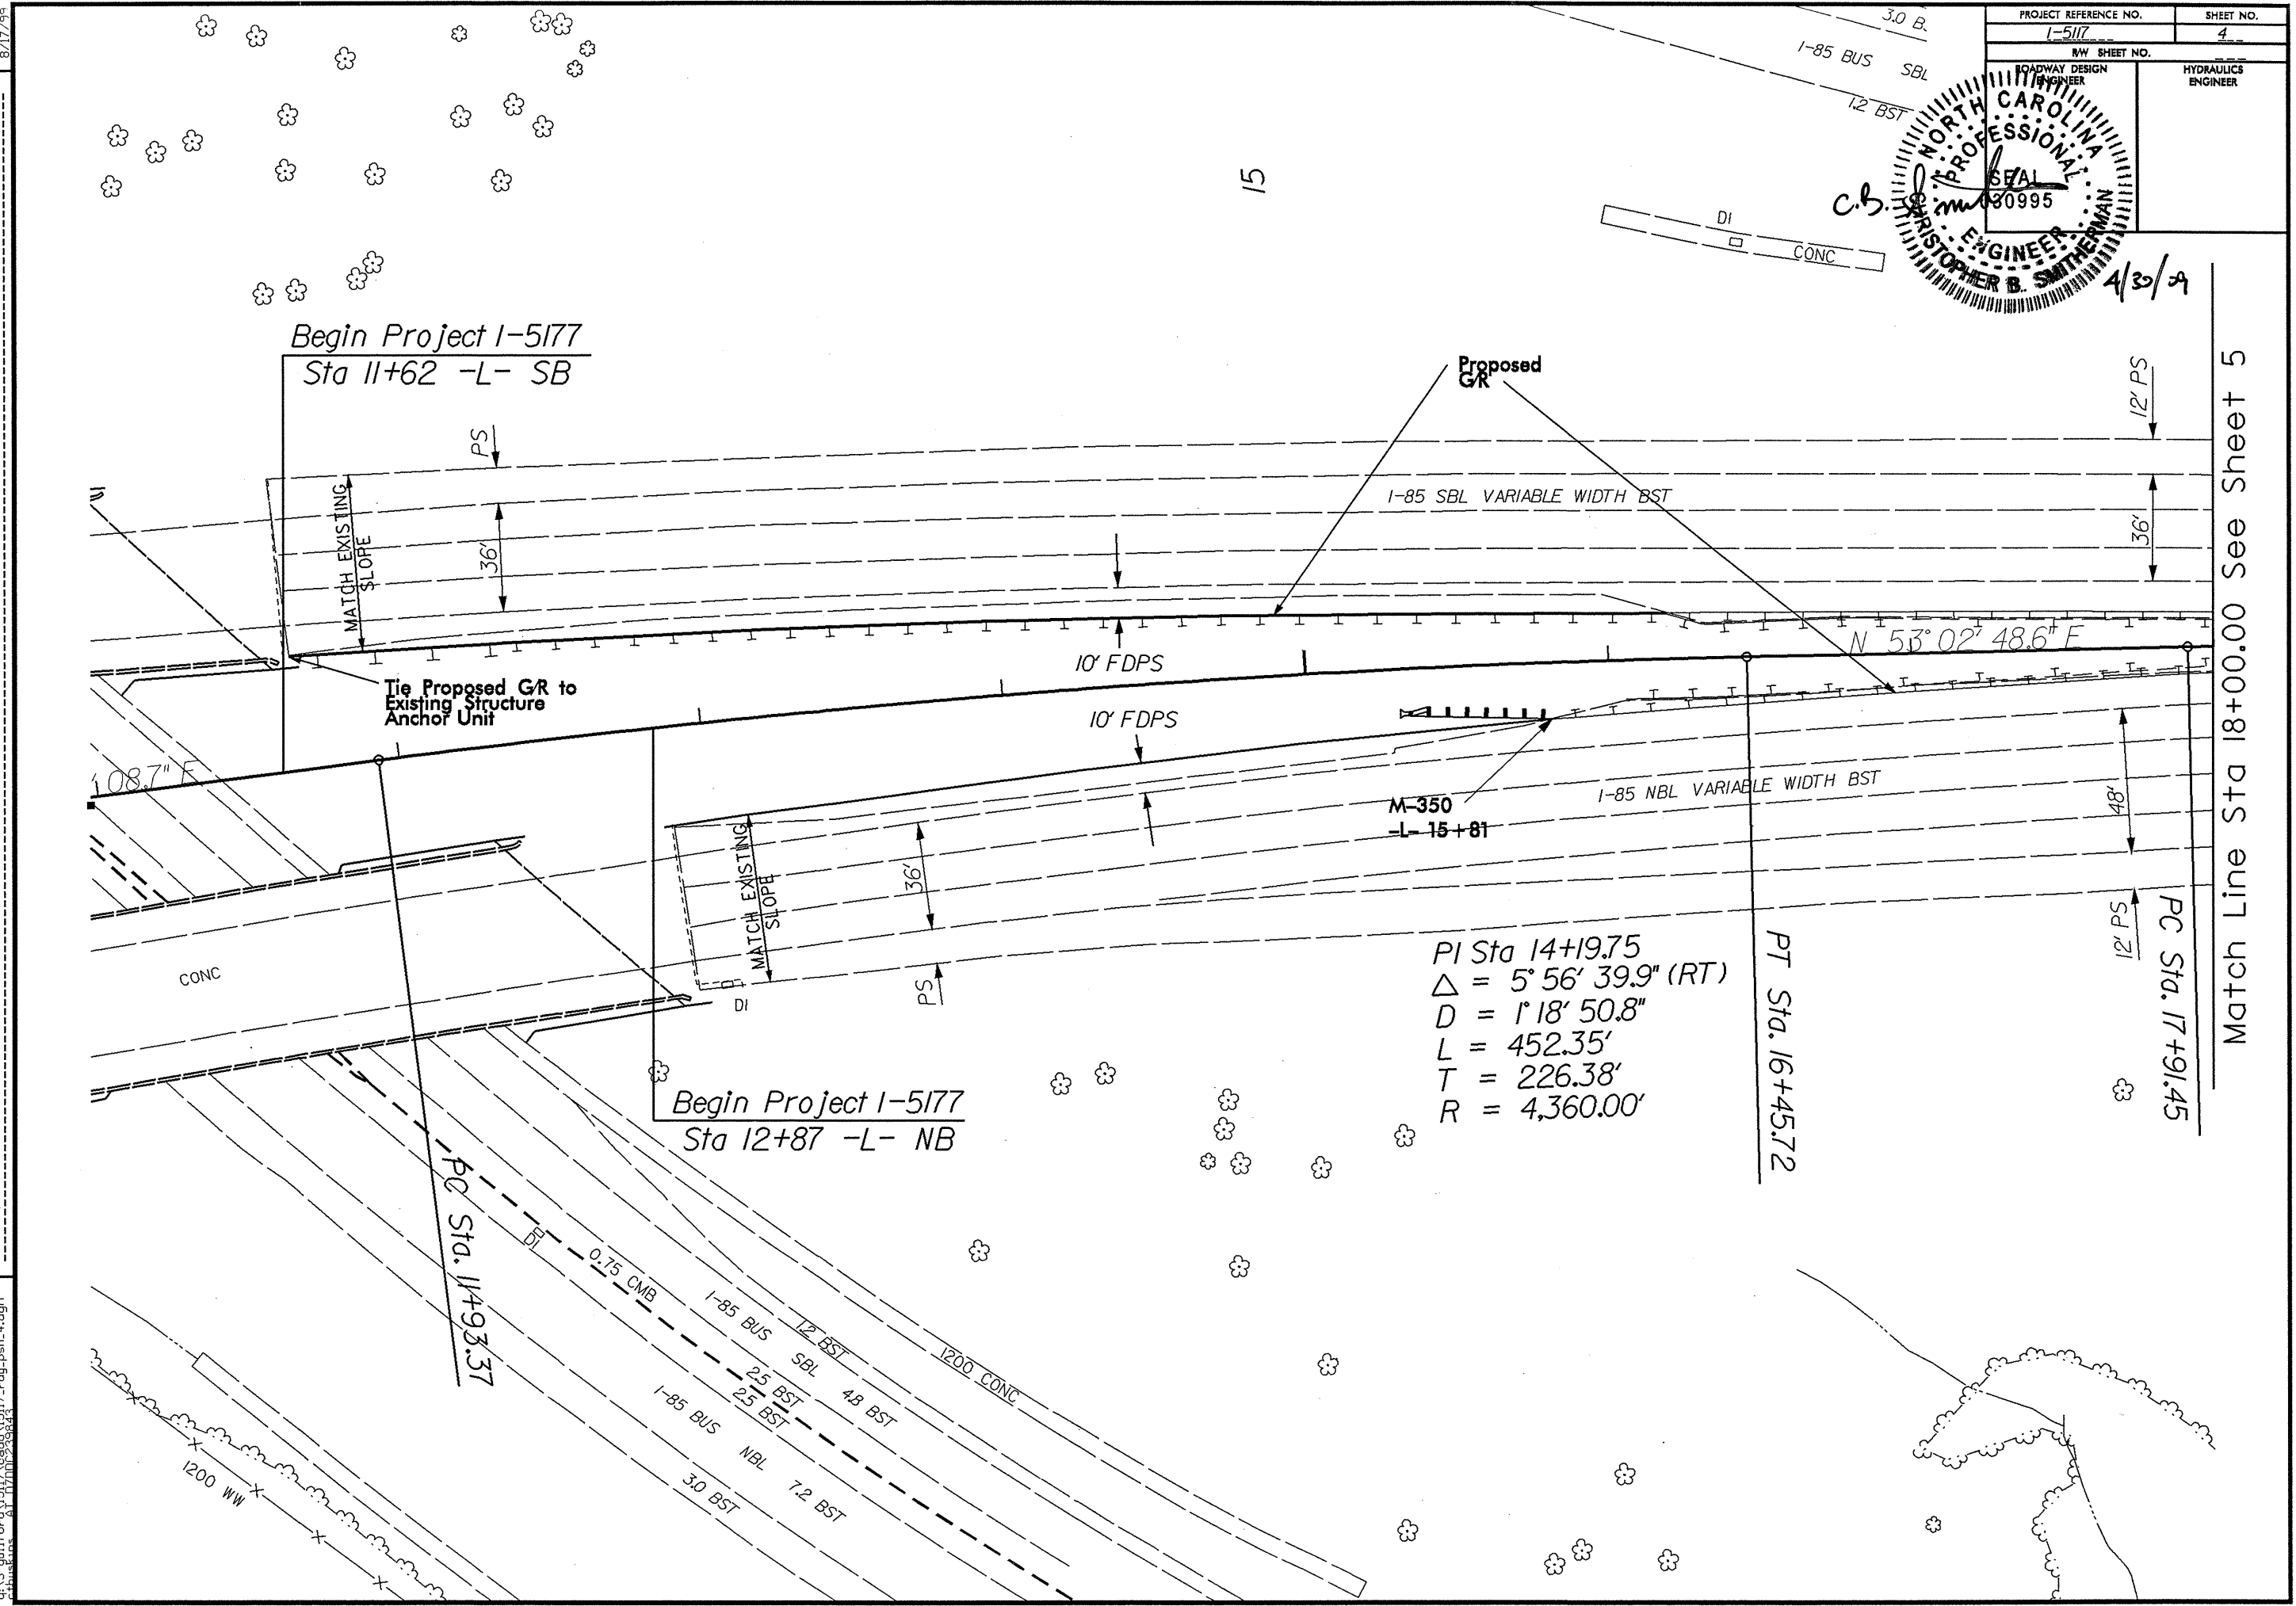 8/17/99
PROJECT REFERENCE NO.
SHEET NO.
I-5117
4
R/W SHEET NO.
ROADWAY DESIGN
ENGINEER
HYDRAULICS
ENGINEER
NORTH CAROLINA
PROFESSIONAL
SEAL
030995
ENGINEER
CHRISTOPHER B. SMITHERMAN
C.B.
4/30/09
3.0 B
I-85 BUS SBL
1.2 BST
15
DI
CONC
Begin Project I-5177
Sta 11+62 -L- SB
Proposed
G/R
PS
12' PS
MATCH EXISTING
SLOPE
36'
I-85 SBL VARIABLE WIDTH BST
36'
10' FDPS
N 53° 02' 48.6" E
Tie Proposed G/R to
Existing Structure
Anchor Unit
10' FDPS
' 08.7" E
M-350
-L- 15+81
I-85 NBL VARIABLE WIDTH BST
48'
MATCH EXISTING
SLOPE
36'
PS
12' PS
CONC
DI
PI Sta 14+19.75
△ = 5° 56' 39.9" (RT)
D = 1° 18' 50.8"
L = 452.35'
T = 226.38'
R = 4,360.00'
PT Sta. 16+45.72
PC Sta. 17+91.45
Match Line Sta 18+00.00 See Sheet 5
Begin Project I-5177
Sta 12+87 -L- NB
PC Sta. 11+93.37
DI
0.75 CMB
I-85 BUS SBL 4.8 BST
1.2 BST
2.5 BST
2.5 BST
1200 CONC
I-85 BUS NBL 7.2 BST
3.0 BST
1200 WW